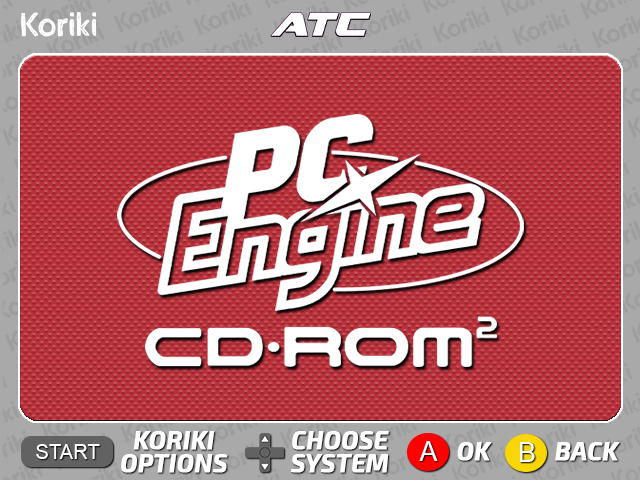 Koriki
ATC
PC
Engine
CD·ROM²
START
KORIKI
OPTIONS
CHOOSE
SYSTEM
A
OK
B
BACK